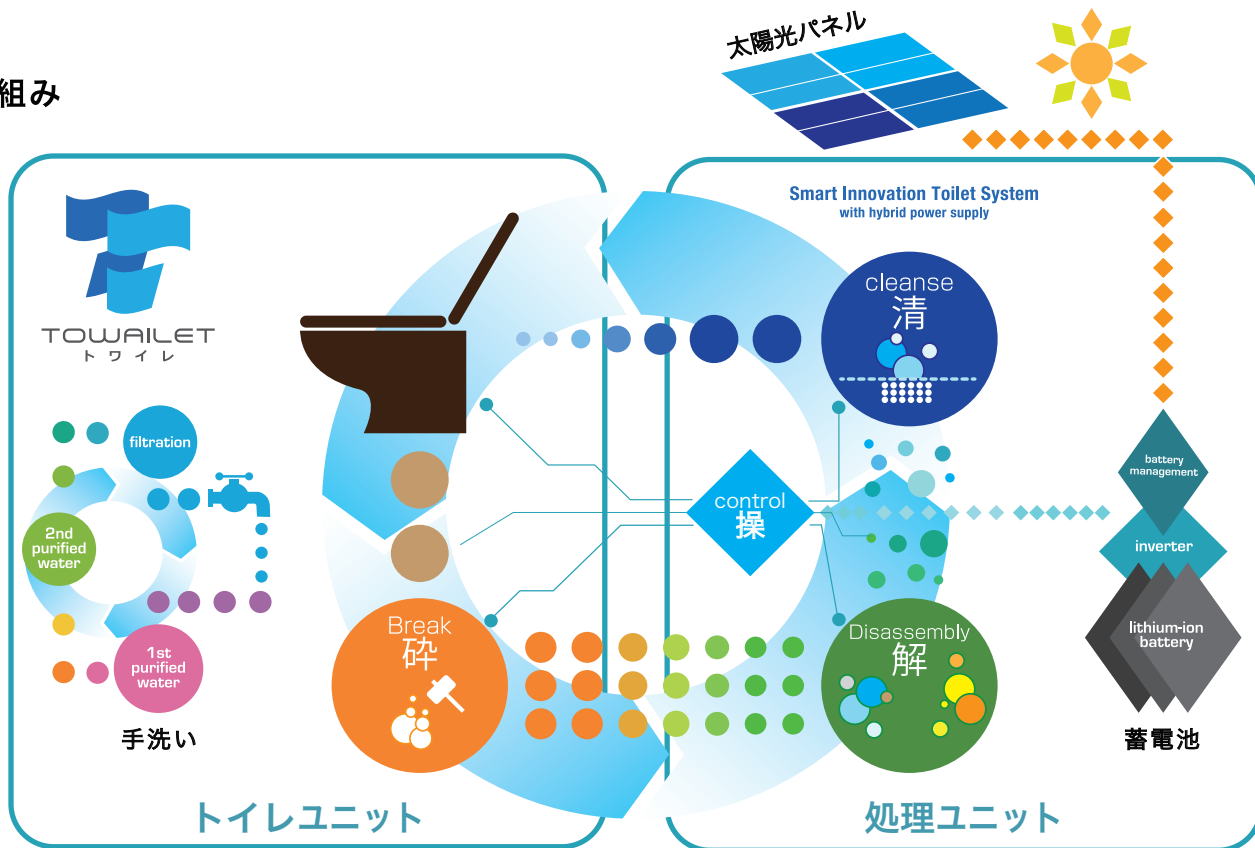 組み
太陽光パネル
Smart Innovation Toilet System
with hybrid power supply
TOWAILET
トワイレ
cleanse
清
filtration
2nd
purified
water
1st
purified
water
手洗い
control
操
battery
management
inverter
lithium-ion
battery
蓄電池
Break
砕
Disassembly
解
トイレユニット
処理ユニット